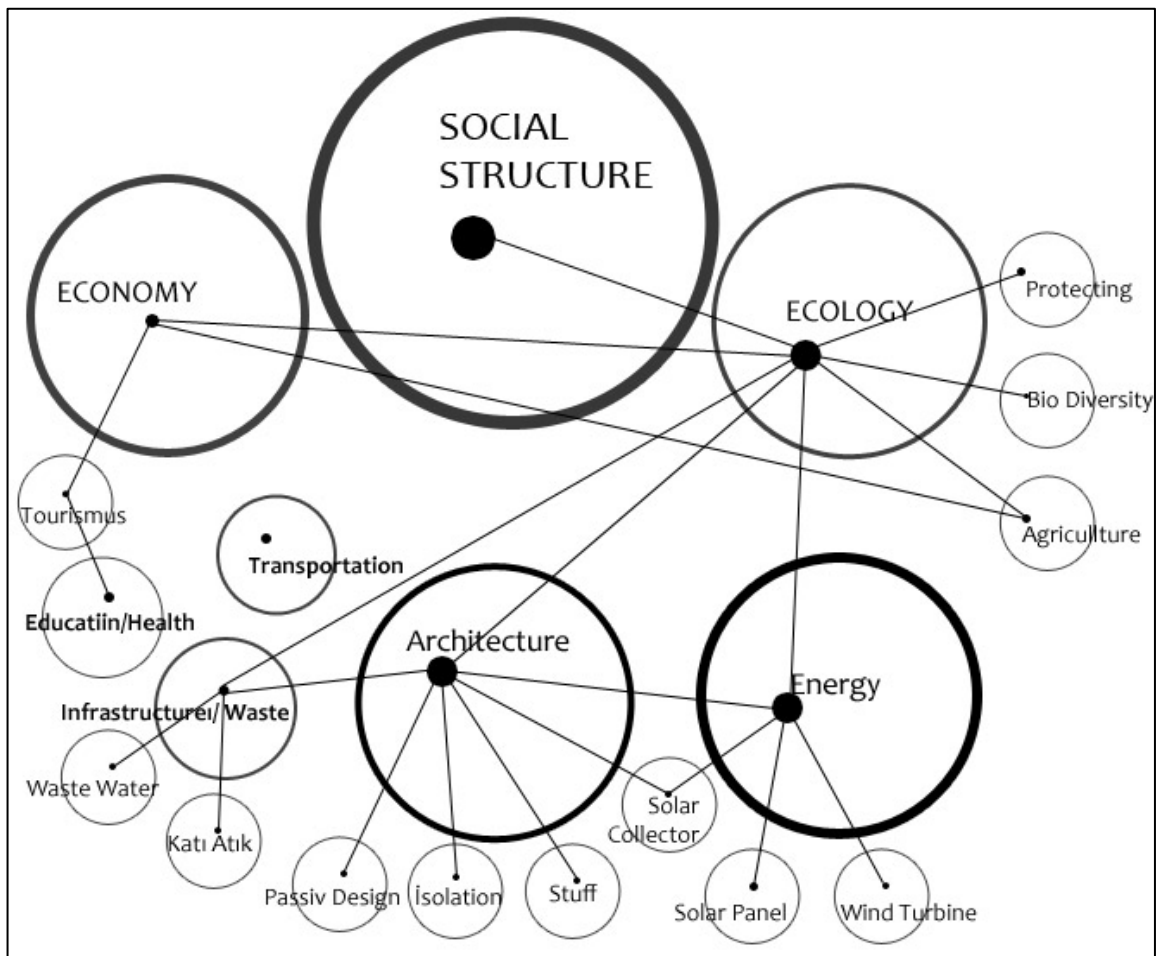 SOCIAL
STRUCTURE
ECONOMY
ECOLOGY
Protecting
Bio Diversity
Tourismus
Agricullture
Transportation
Educatiin/Health
Architecture
Energy
Infrastructureı/ Waste
Waste Water
Katı Atık
Solar
Collector
Passiv Design
İsolation
Stuff
Solar Panel
Wind Turbine